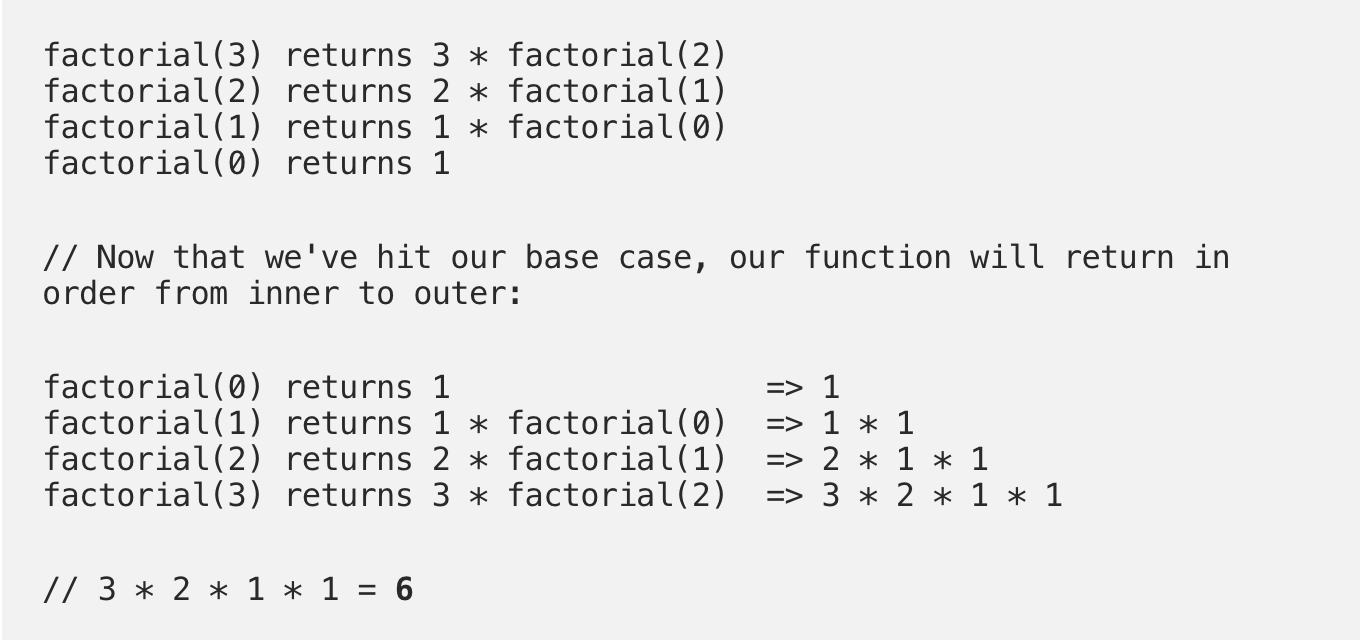 factorial(3) returns 3 * factorial(2)
factorial(2) returns 2 * factorial(1)
factorial(1) returns 1 * factorial(0)
factorial(0) returns 1
// Now that we've hit our base case, our function will return in
order from inner to outer:
factorial(0) returns 1                 => 1
factorial(1) returns 1 * factorial(0)  => 1 * 1
factorial(2) returns 2 * factorial(1)  => 2 * 1 * 1
factorial(3) returns 3 * factorial(2)  => 3 * 2 * 1 * 1
// 3 * 2 * 1 * 1 = 6